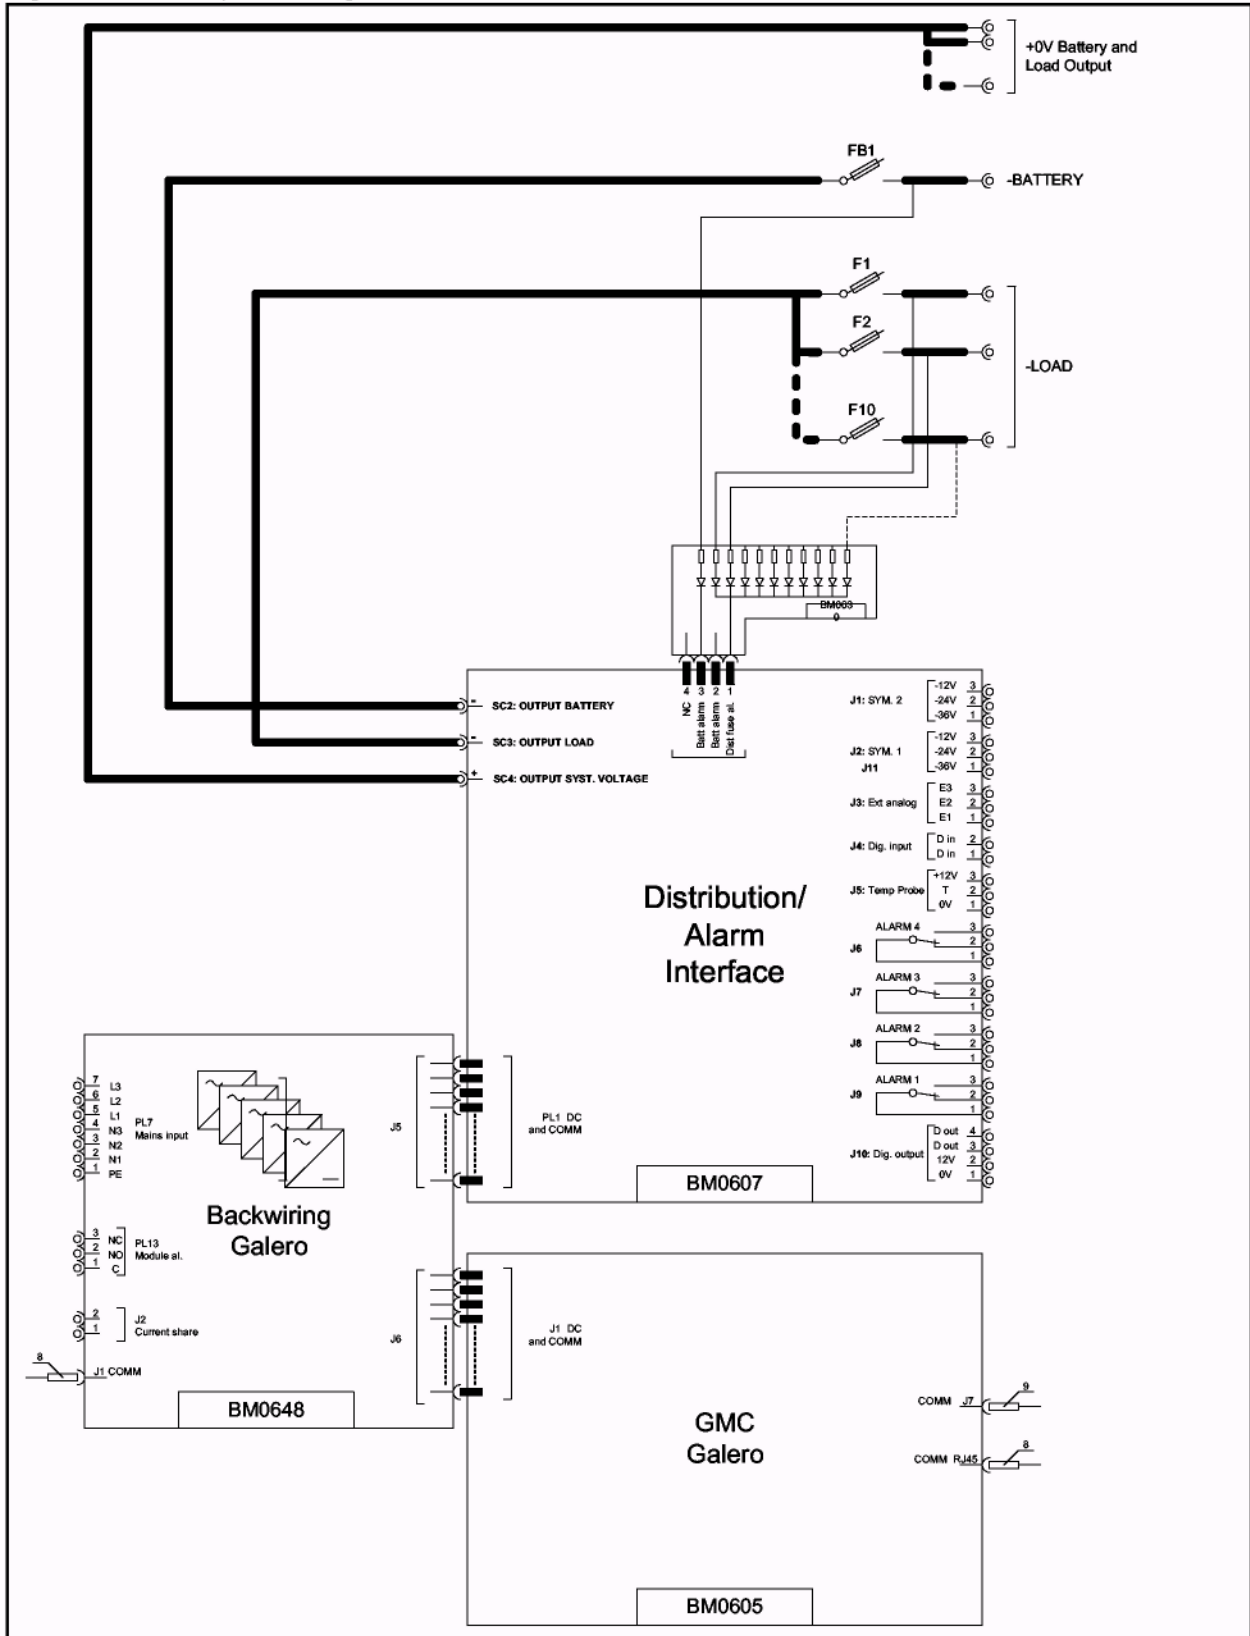 +0V Battery and
Load Output
FB1
-BATTERY
F1
F2
-LOAD
F10
BM063
0
4 3 2 1
NC
Batt alarm
Batt alarm
Dist fuse al.
- SC2: OUTPUT BATTERY
- SC3: OUTPUT LOAD
+ SC4: OUTPUT SYST. VOLTAGE
J1: SYM. 2
-12V 3
-24V 2
-36V 1
J2: SYM. 1
J11
-12V 3
-24V 2
-36V 1
J3: Ext analog
E3 3
E2 2
E1 1
J4: Dig. input
D in 2
D in 1
J5: Temp Probe
+12V 3
T 2
0V 1
ALARM 4
J6
3
2
1
ALARM 3
J7
3
2
1
ALARM 2
J8
3
2
1
ALARM 1
J9
3
2
1
J10: Dig. output
D out 4
D out 3
12V 2
0V 1
Distribution/
Alarm
Interface
PL1 DC
and COMM
BM0607
7 L3
6 L2
5 L1
4 N3
3 N2
2 N1
1 PE
PL7
Mains input
J5
Backwiring
Galero
3 NC
2 NO
1 C
PL13
Module al.
2
1
J2
Current share
J6
8
J1 COMM
BM0648
J1 DC
and COMM
GMC
Galero
COMM J7
9
COMM RJ45
8
BM0605